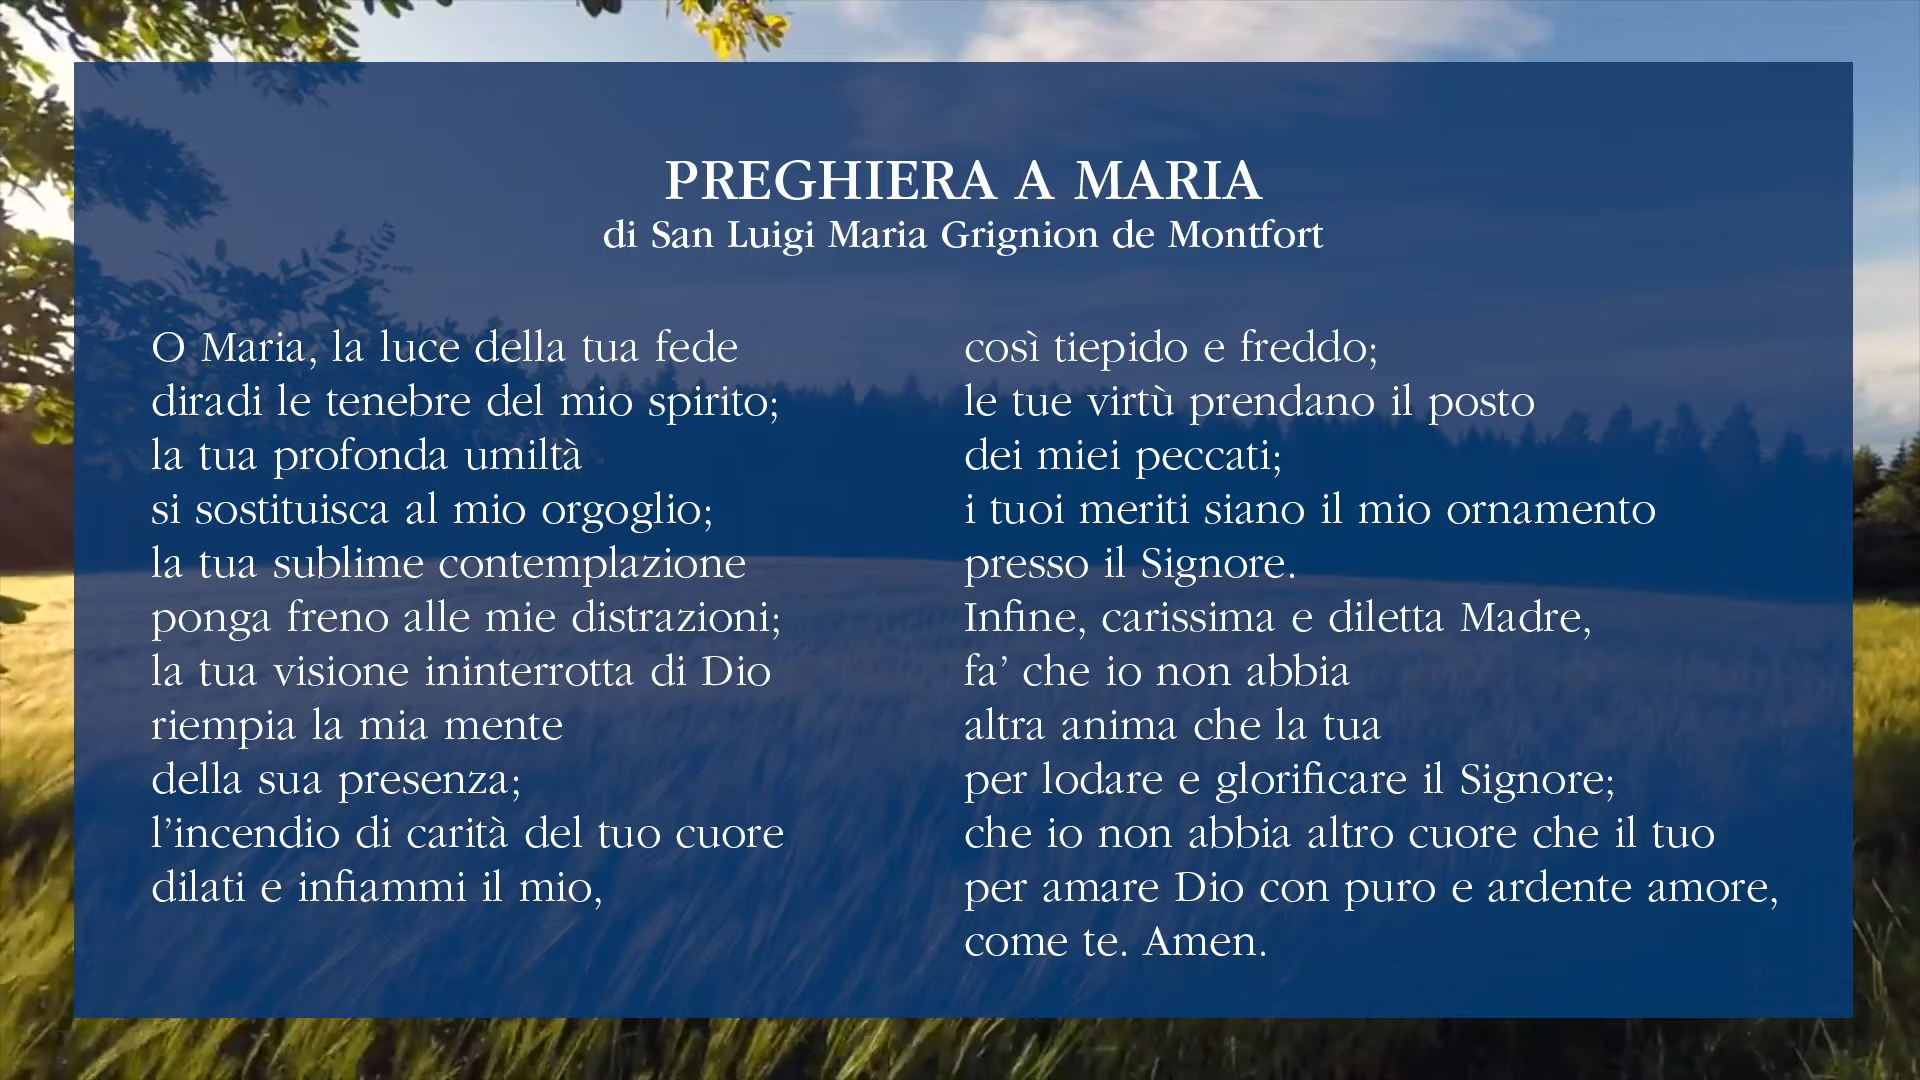 PREGHIERA A MARIA
di San Luigi Maria Grignion de Montfort
O Maria, la luce della tua fede
diradi le tenebre del mio spirito;
la tua profonda umiltà
si sostituisca al mio orgoglio;
la tua sublime contemplazione
ponga freno alle mie distrazioni;
la tua visione ininterrotta di Dio
riempia la mia mente
della sua presenza;
l’incendio di carità del tuo cuore
dilati e infiammi il mio,
così tiepido e freddo;
le tue virtù prendano il posto
dei miei peccati;
i tuoi meriti siano il mio ornamento
presso il Signore.
Infine, carissima e diletta Madre,
fa’ che io non abbia
altra anima che la tua
per lodare e glorificare il Signore;
che io non abbia altro cuore che il tuo
per amare Dio con puro e ardente amore,
come te. Amen.